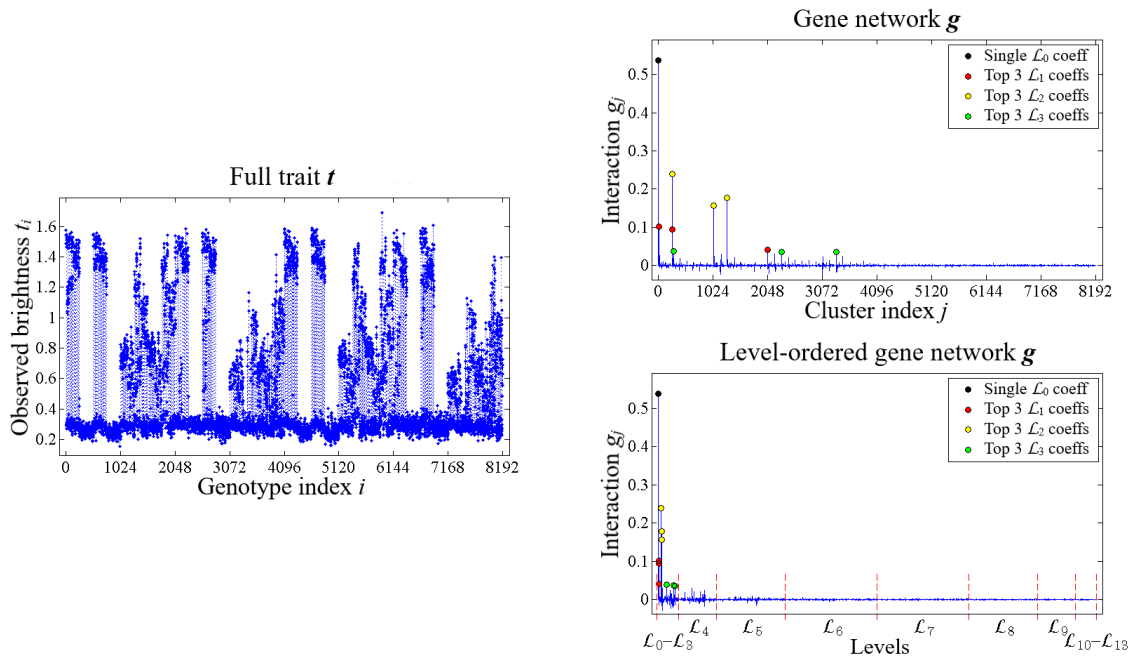 Full trait t
Observed brightness tᵢ
1.6
1.4
1.2
1
0.8
0.6
0.4
0.2
0 1024 2048 3072 4096 5120 6144 7168 8192
Genotype index i
Gene network g
Interaction gⱼ
0.5
0.4
0.3
0.2
0.1
0
Single ℒ₀ coeff
Top 3 ℒ₁ coeffs
Top 3 ℒ₂ coeffs
Top 3 ℒ₃ coeffs
0 1024 2048 3072 4096 5120 6144 7168 8192
Cluster index j
Level-ordered gene network g
Interaction gⱼ
0.5
0.4
0.3
0.2
0.1
0
Single ℒ₀ coeff
Top 3 ℒ₁ coeffs
Top 3 ℒ₂ coeffs
Top 3 ℒ₃ coeffs
ℒ₀–ℒ₃ ℒ₄ ℒ₅ ℒ₆ ℒ₇ ℒ₈ ℒ₉ ℒ₁₀–ℒ₁₃
Levels